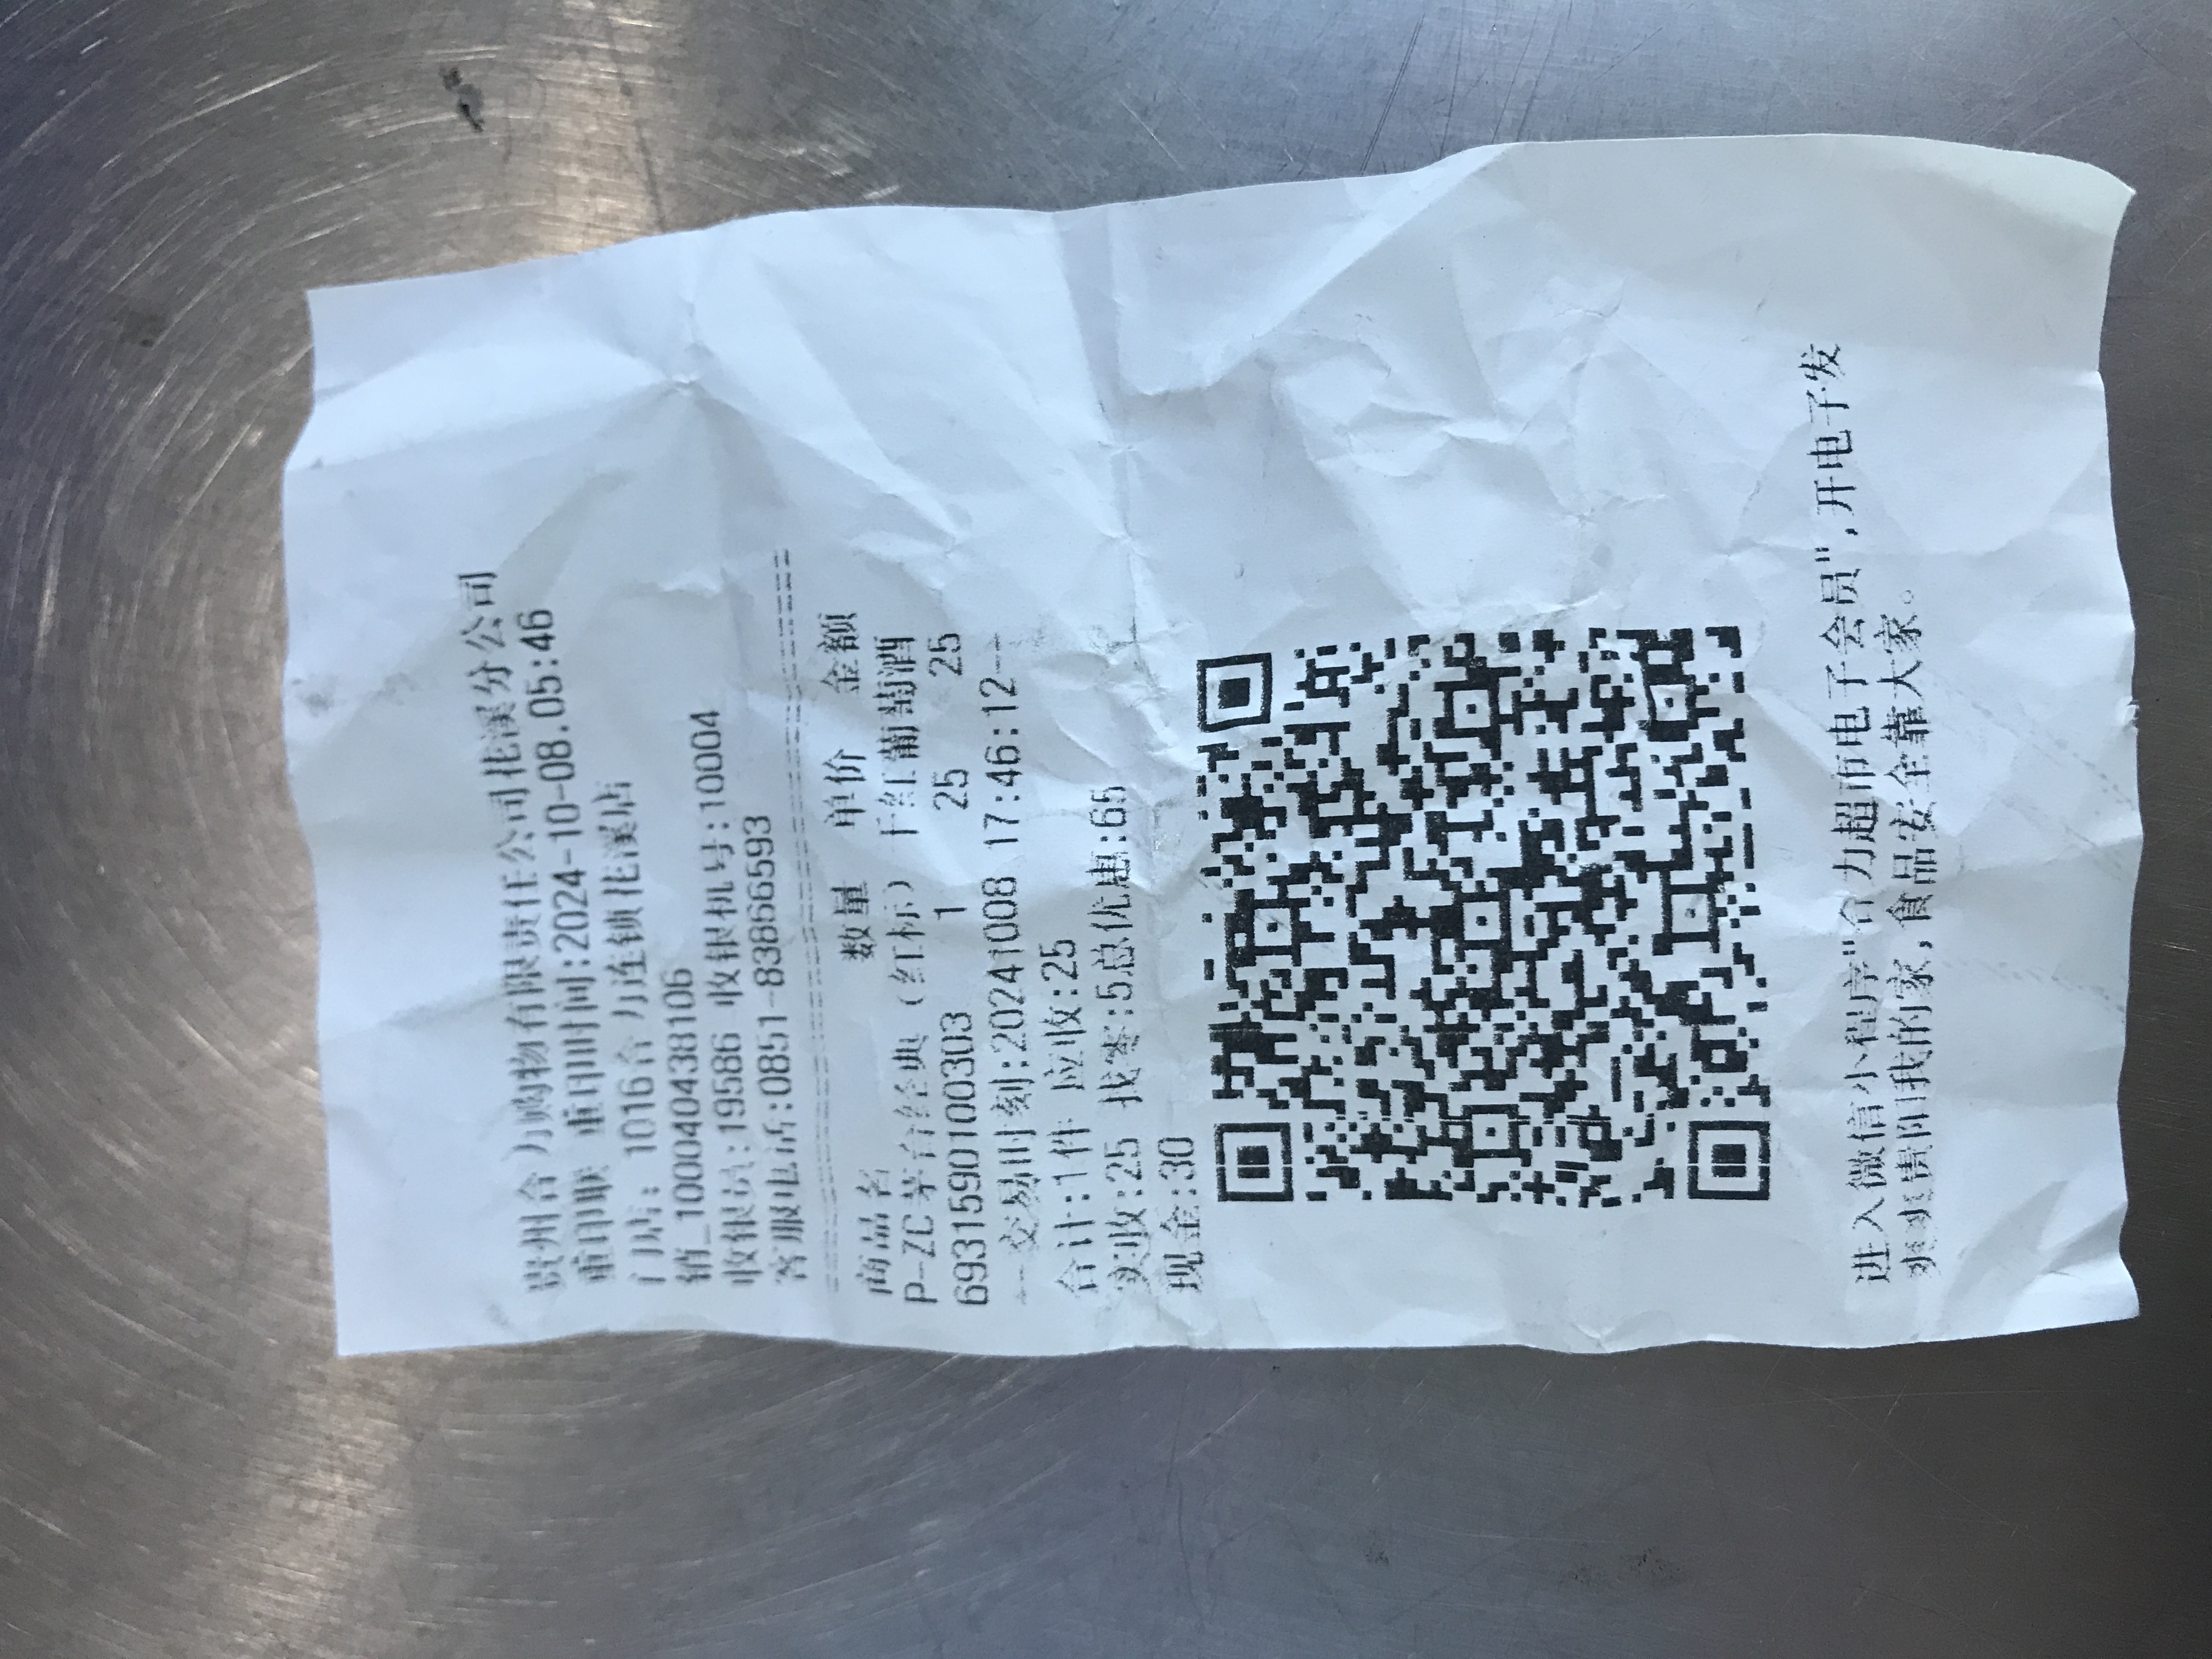 贵州合力购物有限责任公司花溪分公司
重印联 重印时间:2024-10-08.05:46
门店: 1016合力连锁花溪店
销_1000404381​06
收银员:19586 收银机号:10004
客服电话:0851-83866593
商品名 数量 单价 金额
P-ZC茅台经典(红标)干红葡萄酒
6931590100303 1 25 25
---交易时刻:20241008 17:46:12--
合计:1件 应收:25
实收:25 找零:5总优惠:65
现金:30
进入微信小程序"合力超市电子会员",开电子发
爽爽贵阳我的家,食品安全靠大家。